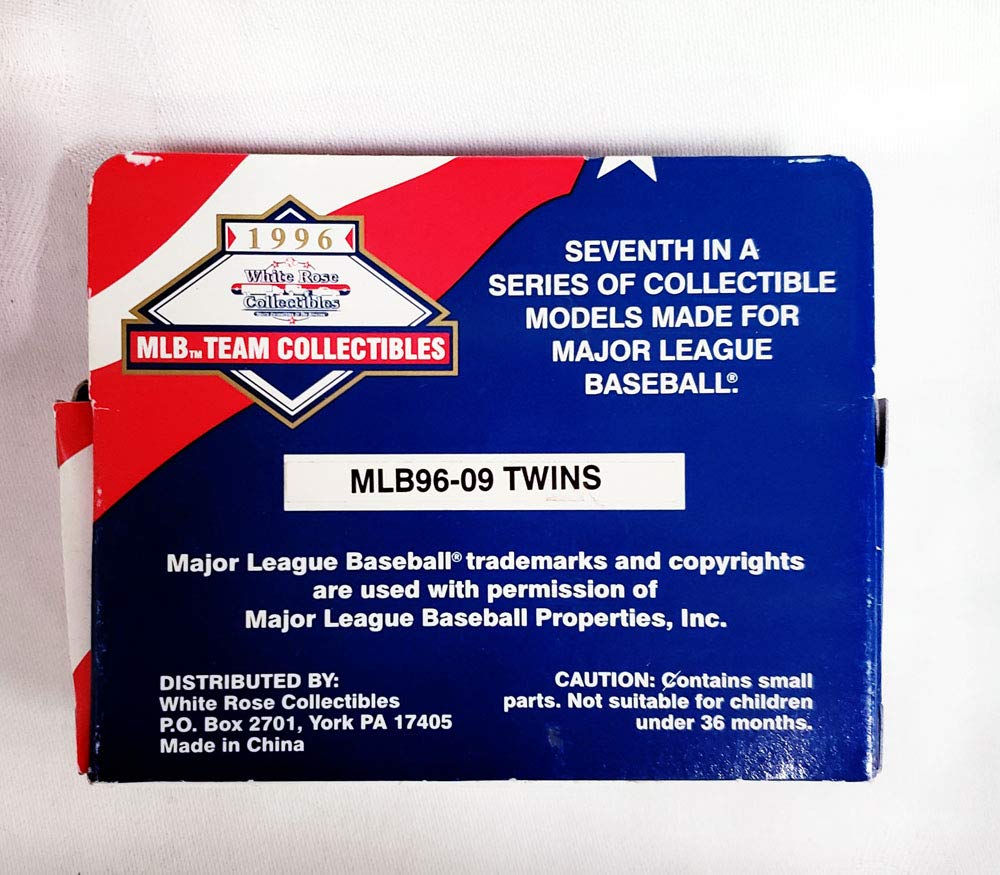 1996
White Rose
Collectibles
MLB™ TEAM COLLECTIBLES
SEVENTH IN A
SERIES OF COLLECTIBLE
MODELS MADE FOR
MAJOR LEAGUE
BASEBALL®.
MLB96-09 TWINS
Major League Baseball® trademarks and copyrights
are used with permission of
Major League Baseball Properties, Inc.
DISTRIBUTED BY:
White Rose Collectibles
P.O. Box 2701, York PA 17405
Made in China
CAUTION: Contains small
parts. Not suitable for children
under 36 months.